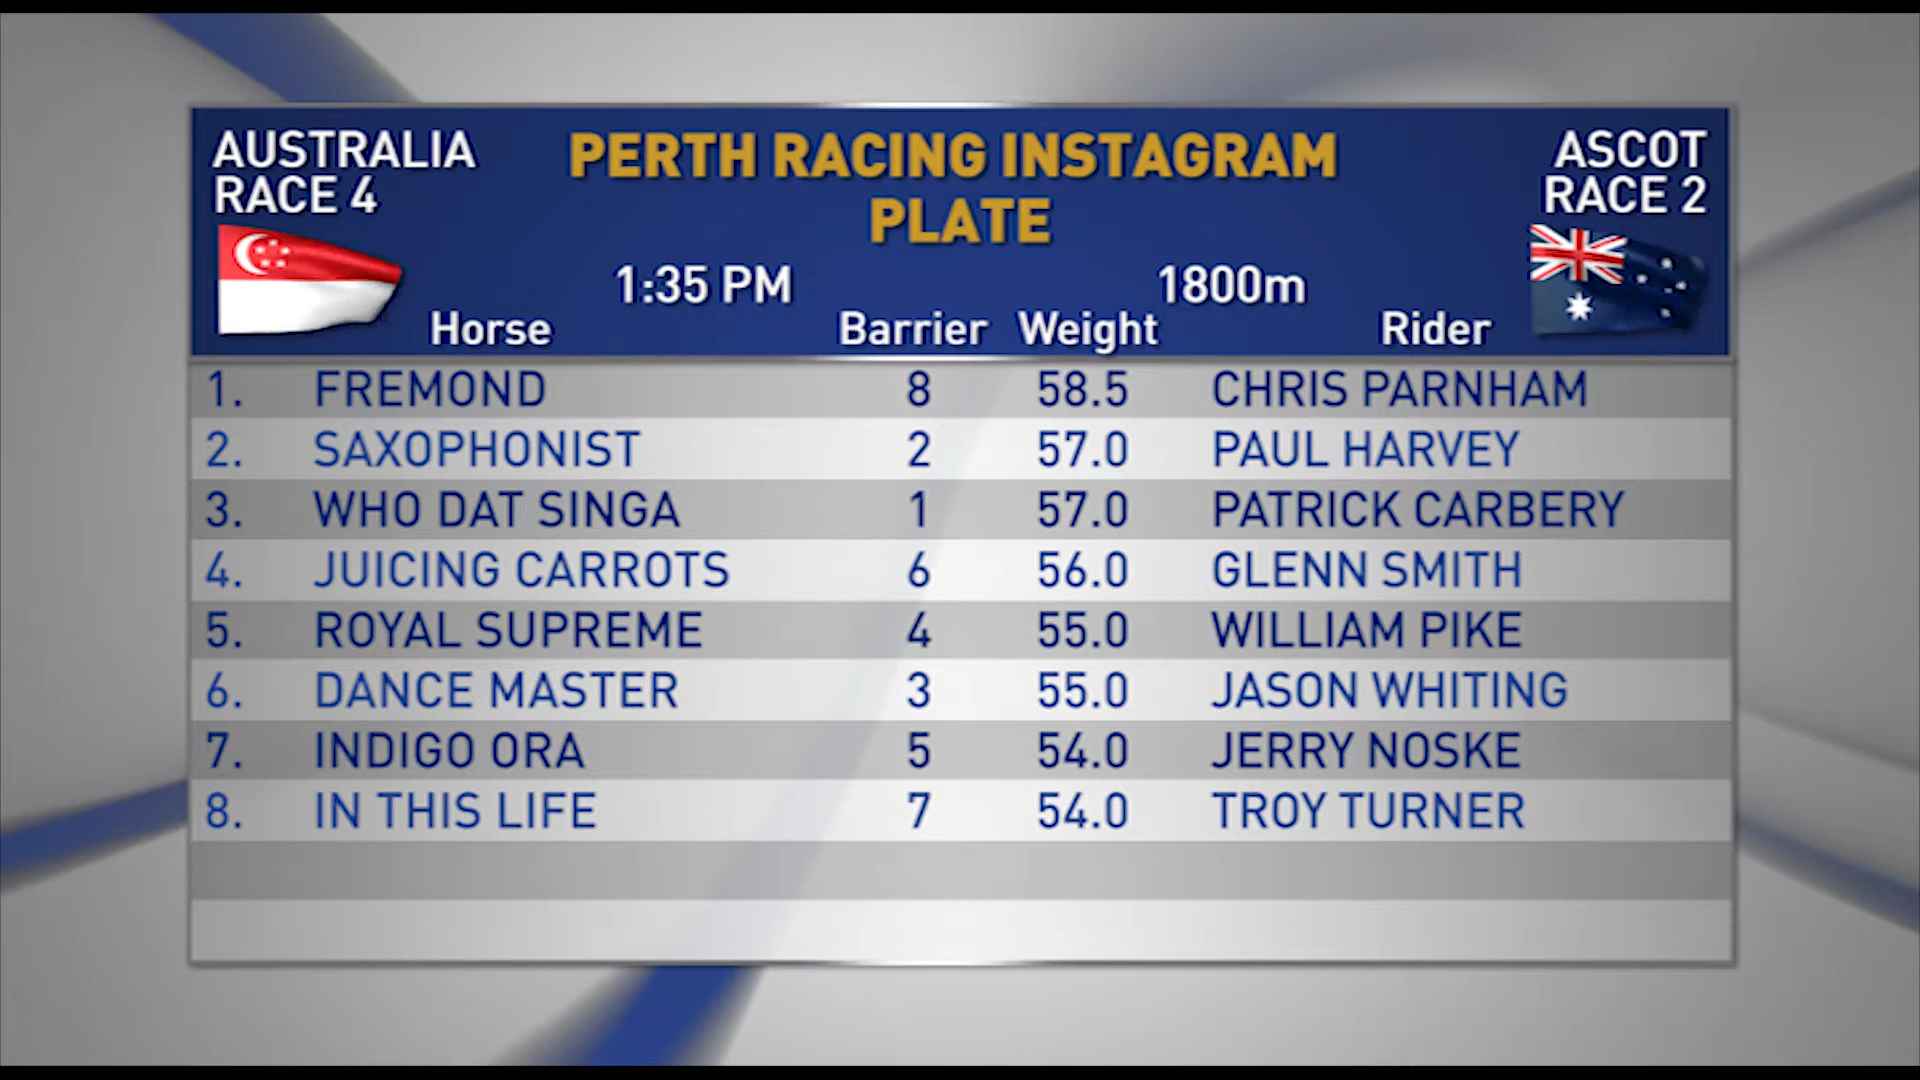 AUSTRALIA
RACE 4
PERTH RACING INSTAGRAM
PLATE
ASCOT
RACE 2
1:35 PM 1800m
Horse Barrier Weight Rider
1. FREMOND 8 58.5 CHRIS PARNHAM
2. SAXOPHONIST 2 57.0 PAUL HARVEY
3. WHO DAT SINGA 1 57.0 PATRICK CARBERY
4. JUICING CARROTS 6 56.0 GLENN SMITH
5. ROYAL SUPREME 4 55.0 WILLIAM PIKE
6. DANCE MASTER 3 55.0 JASON WHITING
7. INDIGO ORA 5 54.0 JERRY NOSKE
8. IN THIS LIFE 7 54.0 TROY TURNER